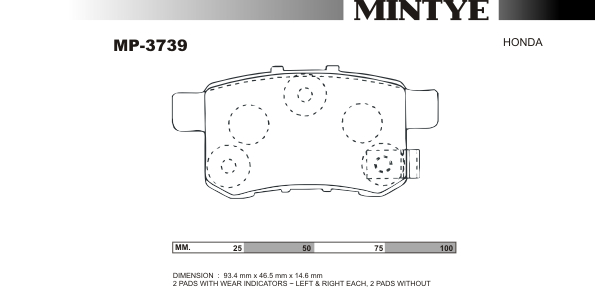 MINTYE
MP-3739
HONDA
MM. 25 50 75 100
DIMENSION : 93.4 mm x 46.5 mm x 14.6 mm
2 PADS WITH WEAR INDICATORS ~ LEFT & RIGHT EACH, 2 PADS WITHOUT